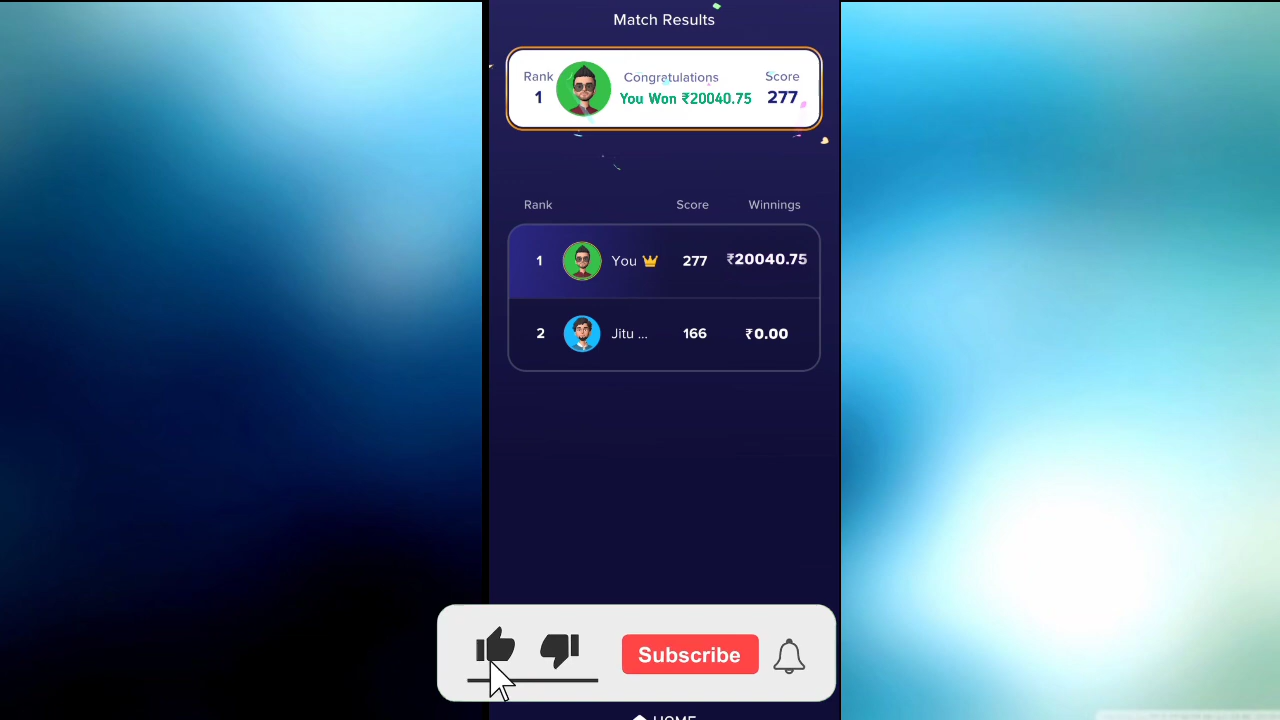 Match Results
Rank Congratulations Score
1 You Won ₹20040.75 277
Rank Score Winnings
1 You 277 ₹20040.75
2 Jitu ... 166 ₹0.00
Subscribe
HOME